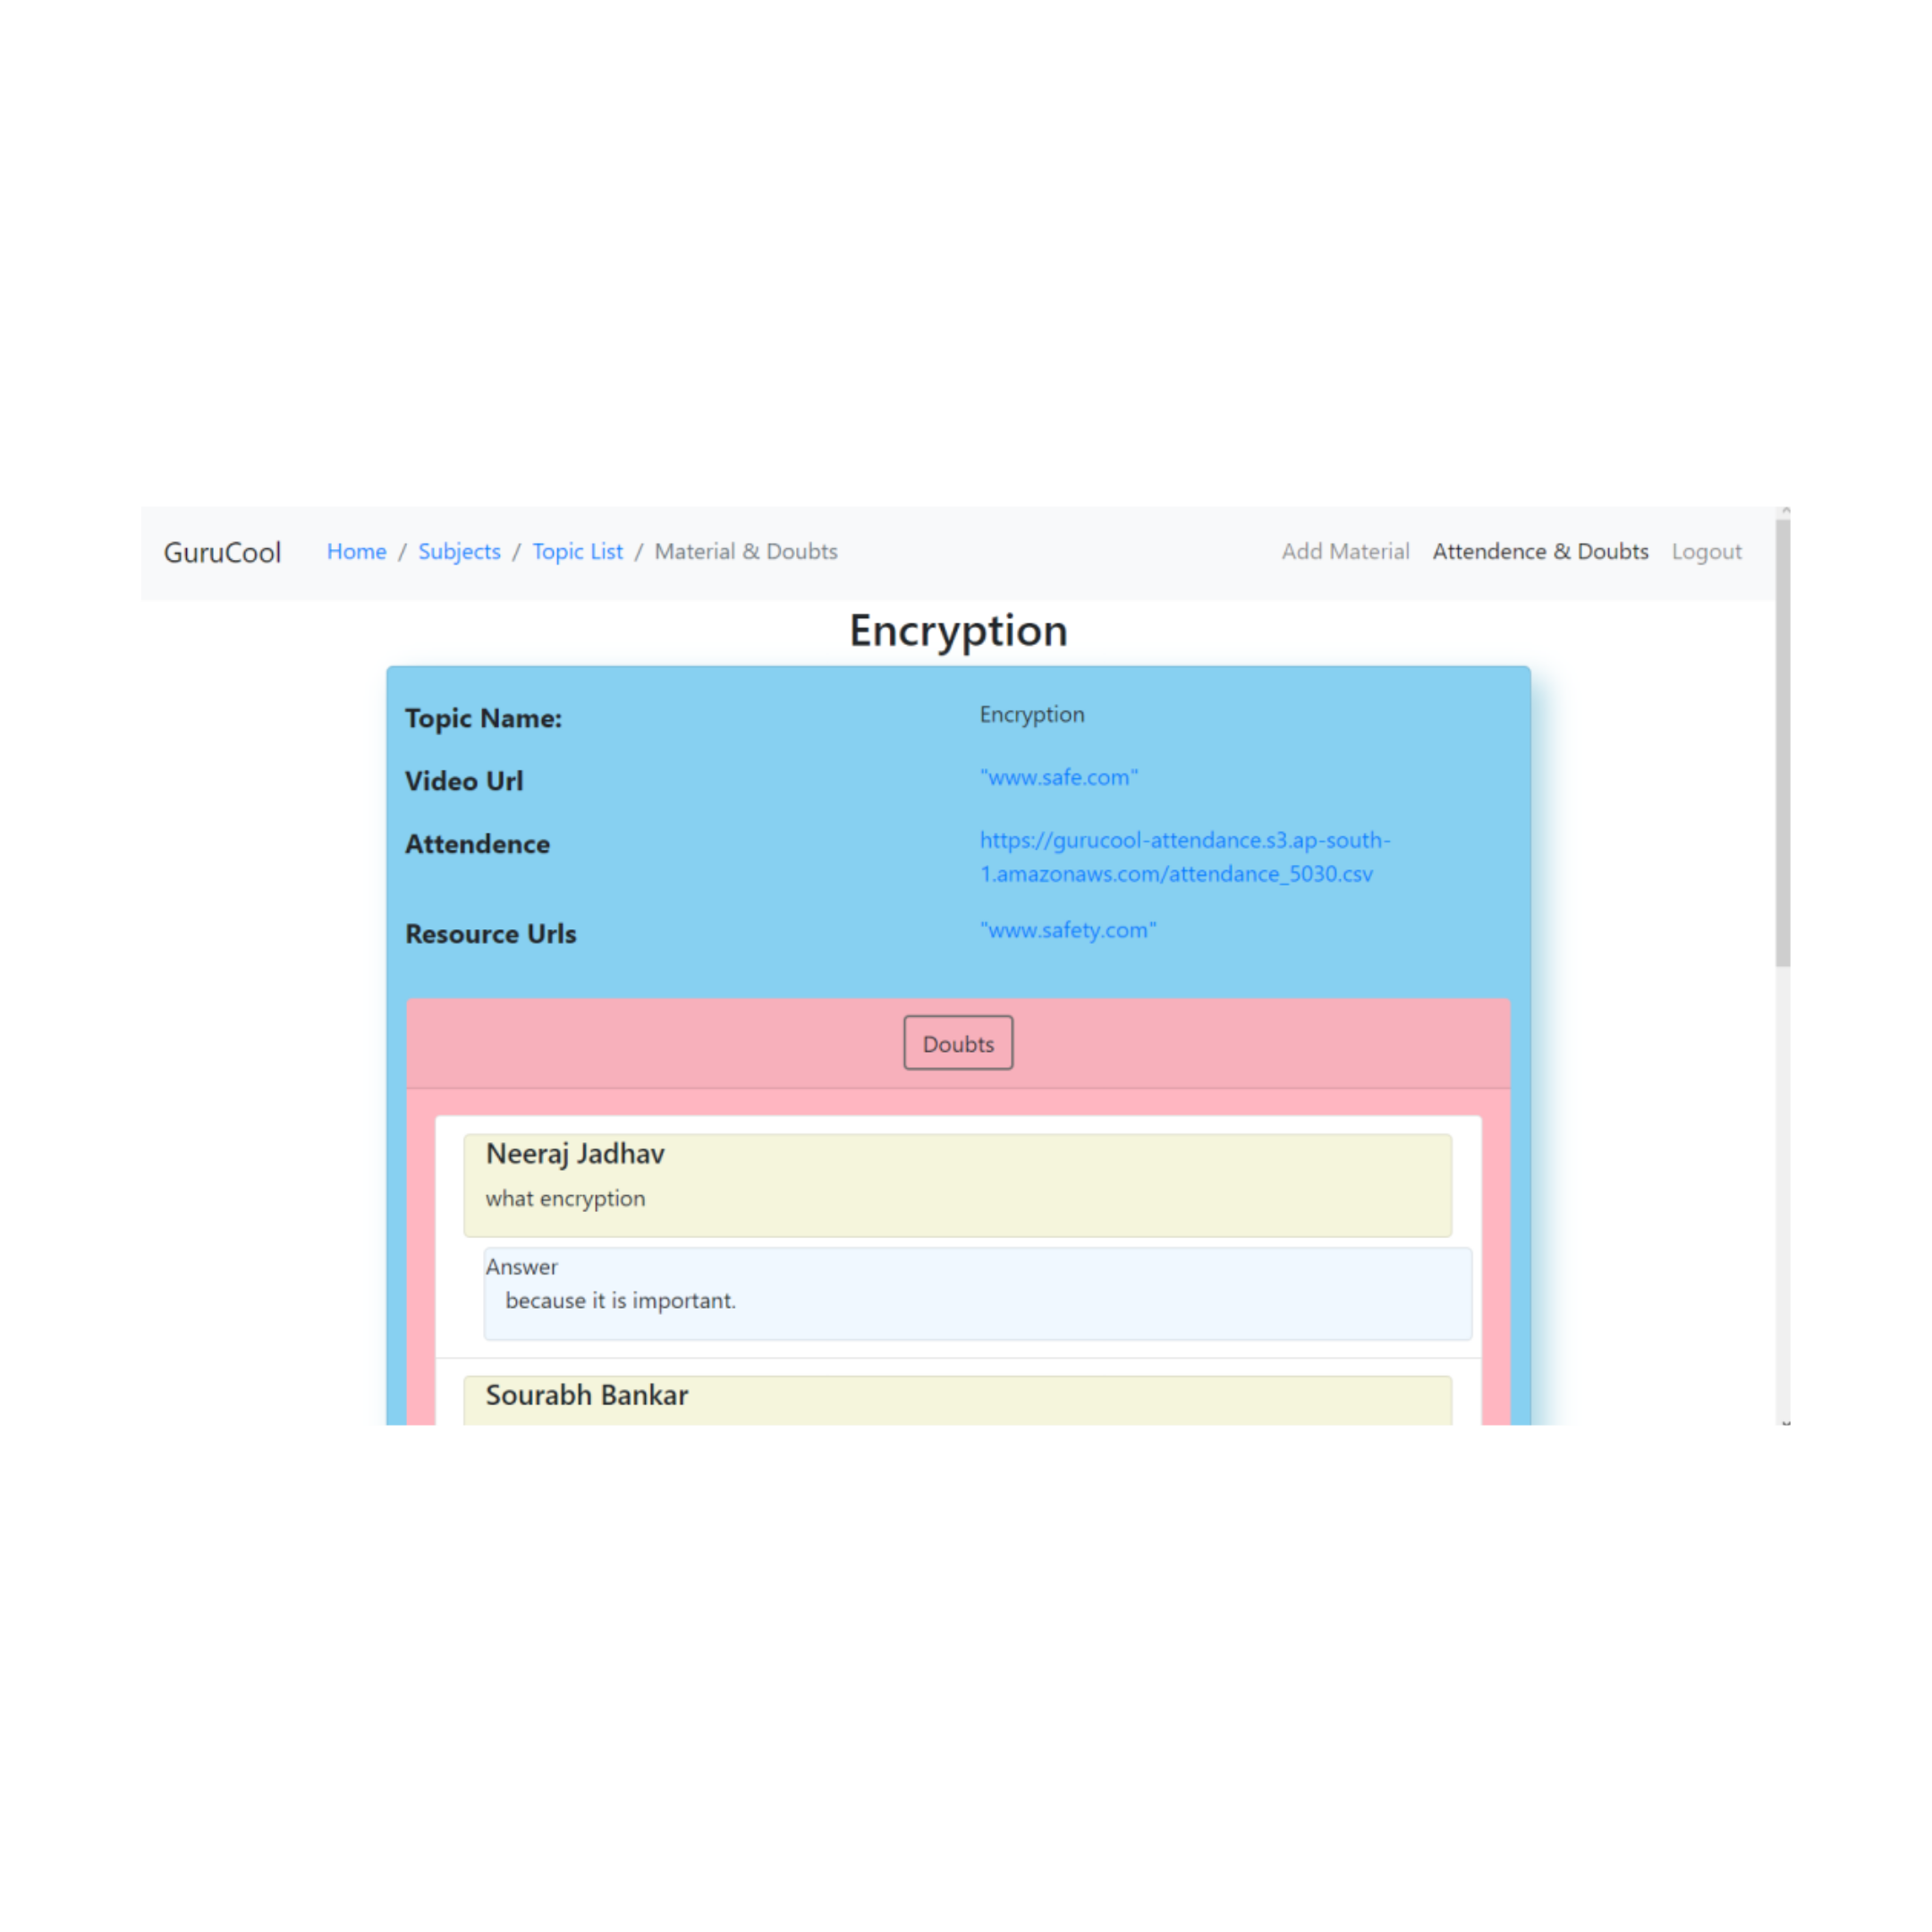 GuruCool Home / Subjects / Topic List / Material & Doubts Add Material Attendence & Doubts Logout
Encryption
Topic Name: Encryption
Video Url "www.safe.com"
Attendence https://gurucool-attendance.s3.ap-south-
1.amazonaws.com/attendance_5030.csv
Resource Urls "www.safety.com"
Doubts
Neeraj Jadhav
what encryption
Answer
because it is important.
Sourabh Bankar